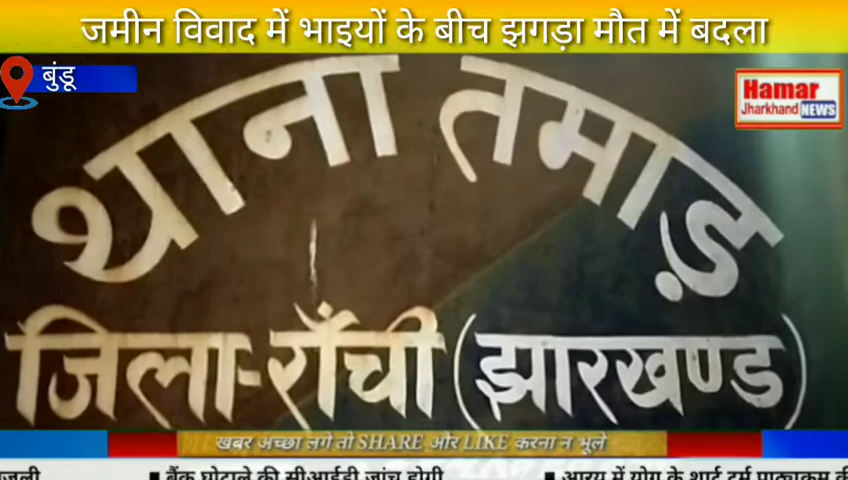 जमीन विवाद में भाइयों के बीच झगड़ा मौत में बदला
बुंडू
Hamar
Jharkhand NEWS
थाना तमाड़
जिला-राँची (झारखण्ड)
खबर अच्छा लगे तो SHARE और LIKE करना न भूले
■ बैंक घोटाले की सीआईडी जांच होगी ■